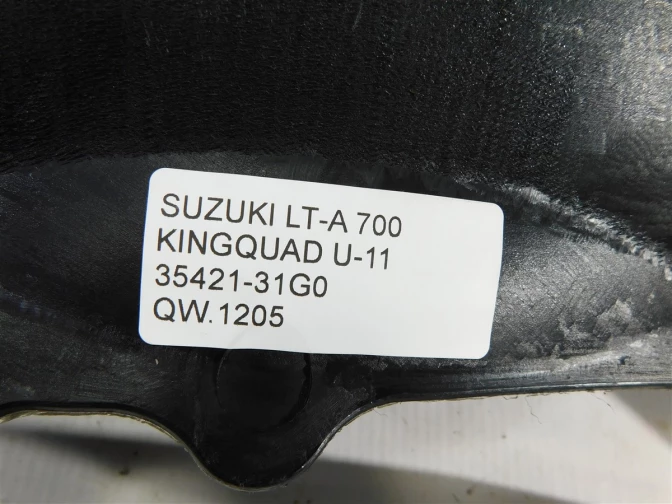 SUZUKI LT-A 700
KINGQUAD U-11
35421-31G0
QW.1205